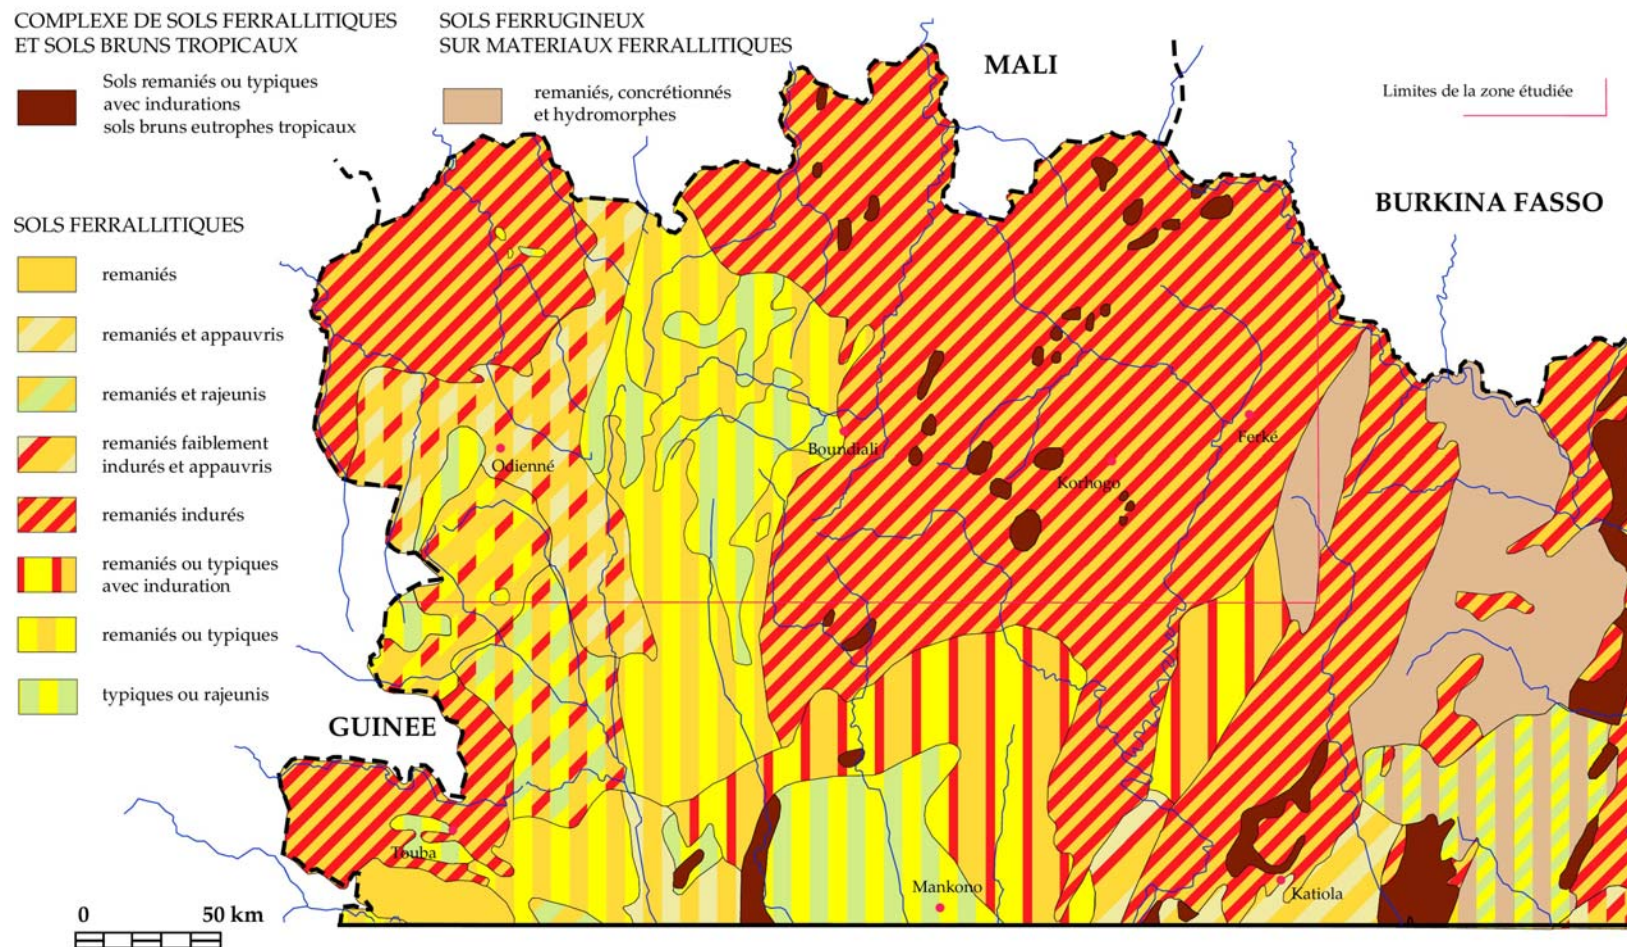 COMPLEXE DE SOLS FERRALLITIQUES
ET SOLS BRUNS TROPICAUX
Sols remaniés ou typiques
avec indurations
sols bruns eutrophes tropicaux
SOLS FERRUGINEUX
SUR MATERIAUX FERRALLITIQUES
remaniés, concrétionnés
et hydromorphes
MALI
Limites de la zone étudiée
BURKINA FASSO
SOLS FERRALLITIQUES
remaniés
remaniés et appauvris
remaniés et rajeunis
remaniés faiblement
indurés et appauvris
remaniés indurés
remaniés ou typiques
avec induration
remaniés ou typiques
typiques ou rajeunis
Odienné
Boundiali
Ferké
Korhogo
GUINEE
Touba
Mankono
Katiola
0 50 km